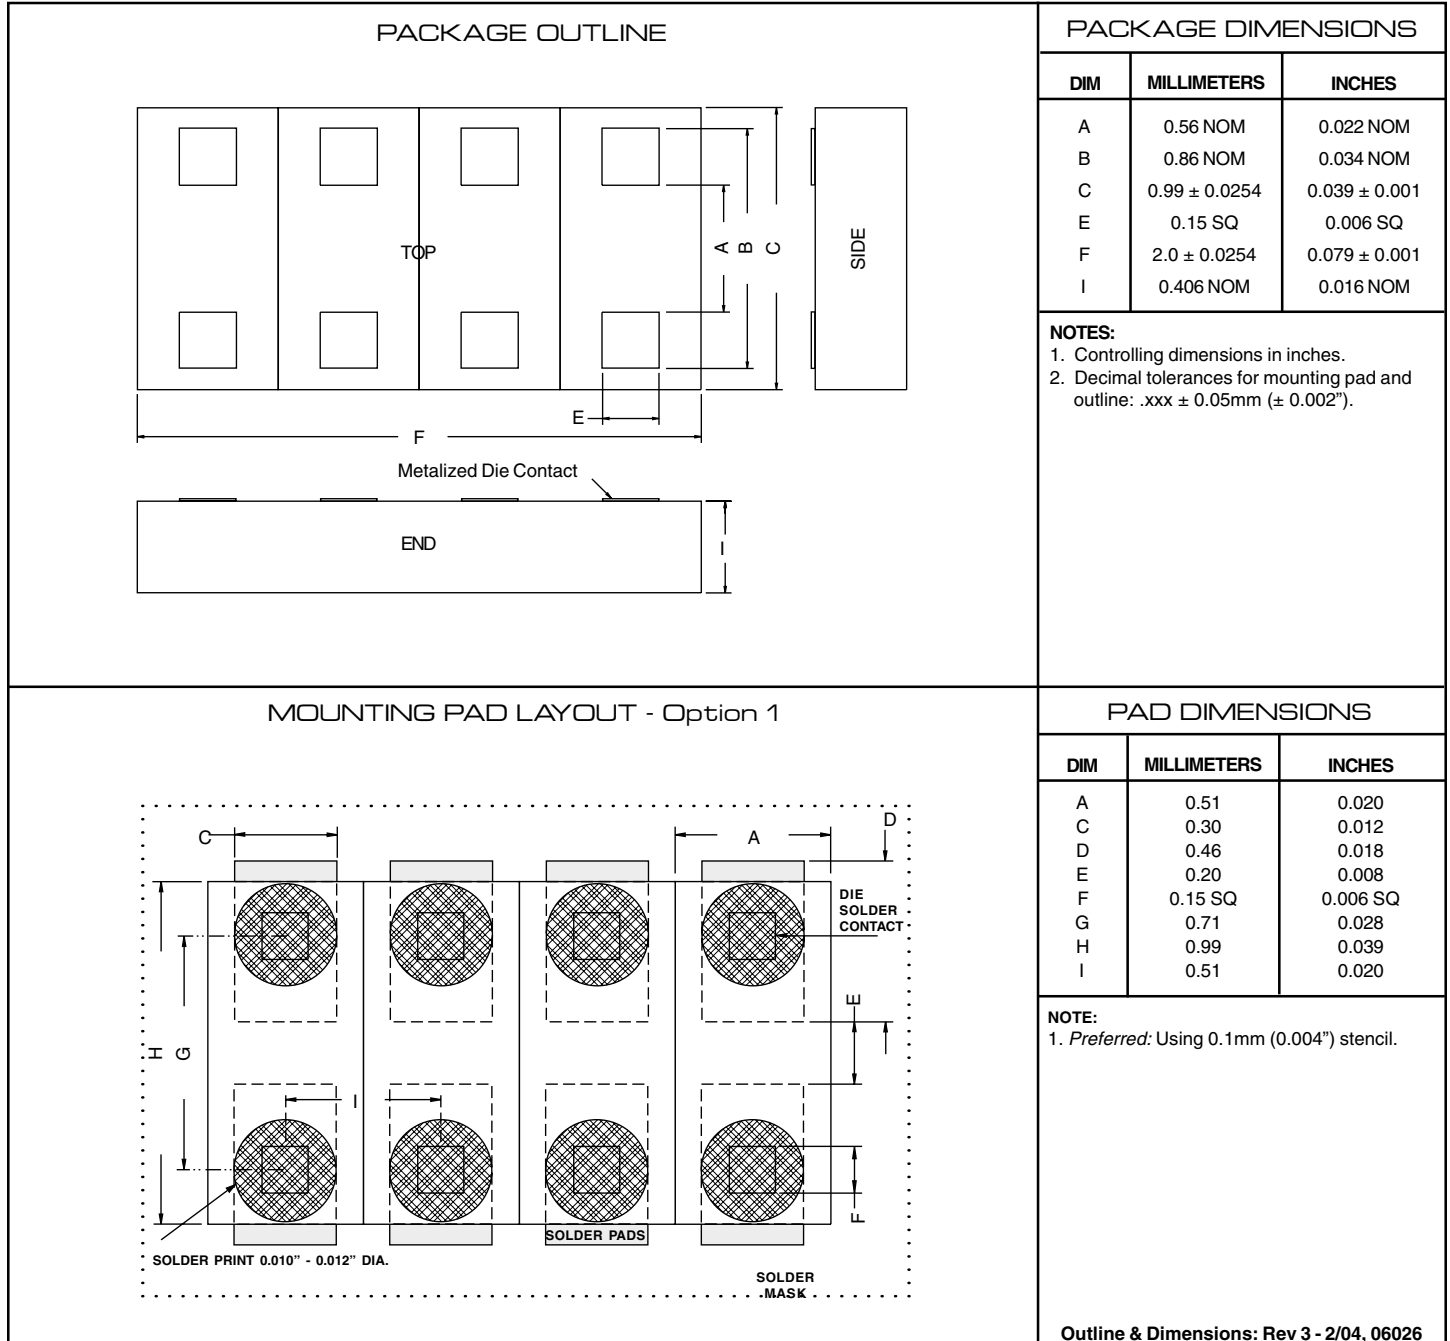 PACKAGE OUTLINE
TOP
A
B
C
SIDE
E
F
Metalized Die Contact
END
I
PACKAGE DIMENSIONS
DIM MILLIMETERS INCHES
A 0.56 NOM 0.022 NOM
B 0.86 NOM 0.034 NOM
C 0.99 ± 0.0254 0.039 ± 0.001
E 0.15 SQ 0.006 SQ
F 2.0 ± 0.0254 0.079 ± 0.001
I 0.406 NOM 0.016 NOM
NOTES:
1. Controlling dimensions in inches.
2. Decimal tolerances for mounting pad and
outline: .xxx ± 0.05mm (± 0.002”).
MOUNTING PAD LAYOUT - Option 1
C
A
D
DIE
SOLDER
CONTACT
E
H
G
I
F
SOLDER PADS
SOLDER PRINT 0.010” - 0.012” DIA.
SOLDER
MASK
PAD DIMENSIONS
DIM MILLIMETERS INCHES
A 0.51 0.020
C 0.30 0.012
D 0.46 0.018
E 0.20 0.008
F 0.15 SQ 0.006 SQ
G 0.71 0.028
H 0.99 0.039
I 0.51 0.020
NOTE:
1. Preferred: Using 0.1mm (0.004”) stencil.
Outline & Dimensions: Rev 3 - 2/04, 06026